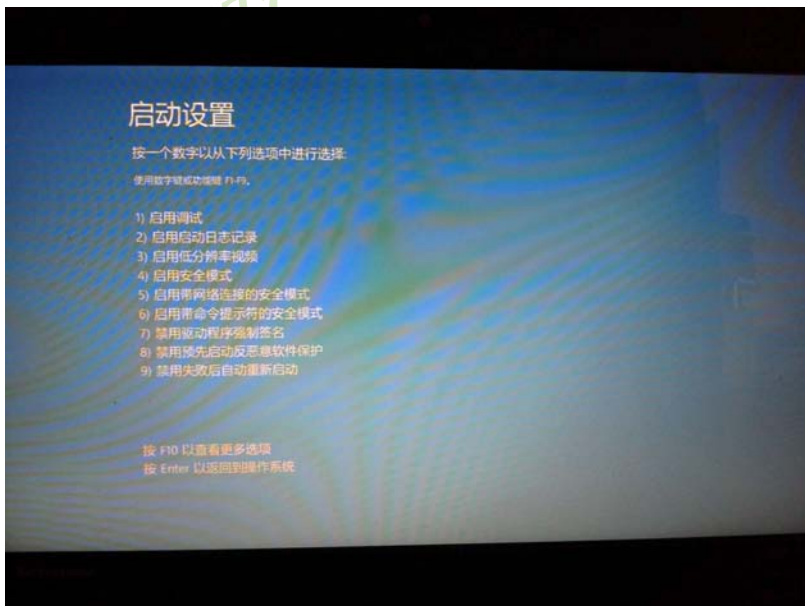 启动设置
按一个数字以从下列选项中进行选择:
使用数字键或功能键 F1-F9。
1) 启用调试
2) 启用启动日志记录
3) 启用低分辨率视频
4) 启用安全模式
5) 启用带网络连接的安全模式
6) 启用带命令提示符的安全模式
7) 禁用驱动程序强制签名
8) 禁用预先启动反恶意软件保护
9) 禁用失败后自动重新启动
按 F10 以查看更多选项
按 Enter 以返回到操作系统